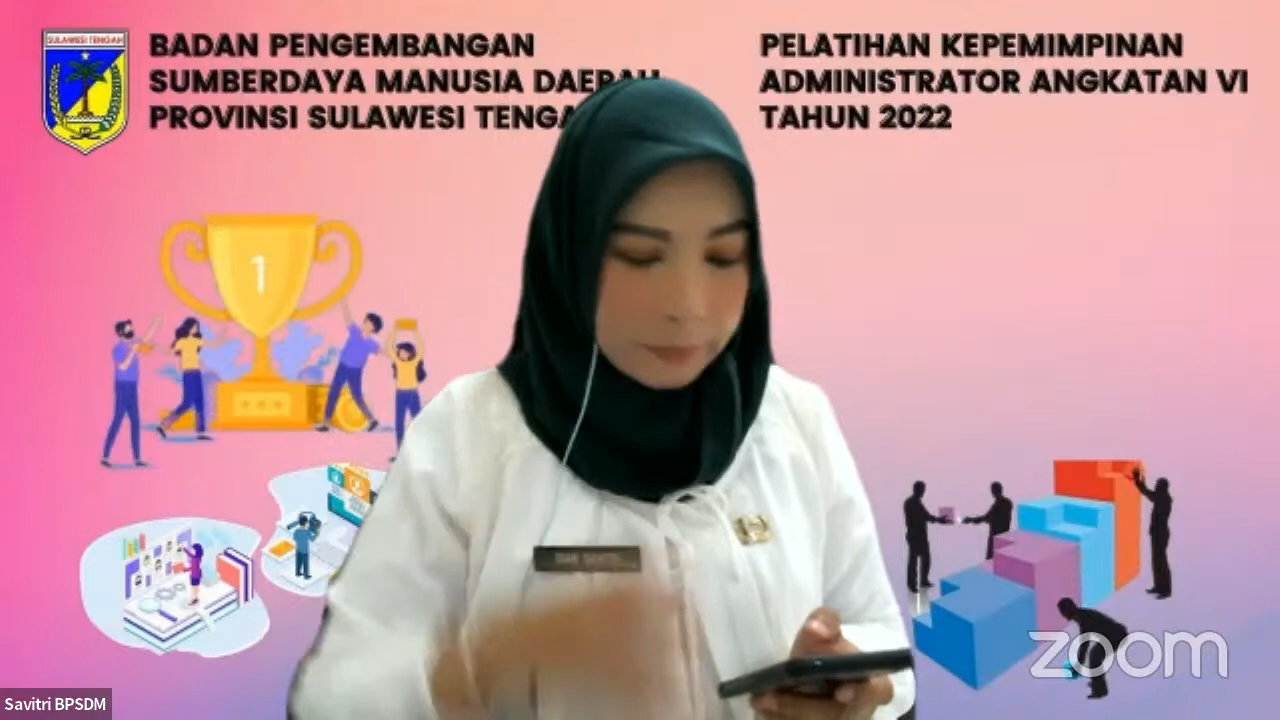 SULAWESI TENGAH
BADAN PENGEMBANGAN
SUMBERDAYA MANUSIA DAERAH
PROVINSI SULAWESI TENGA
PELATIHAN KEPEMIMPINAN
ADMINISTRATOR ANGKATAN VI
TAHUN 2022
1
zoom
Savitri BPSDM